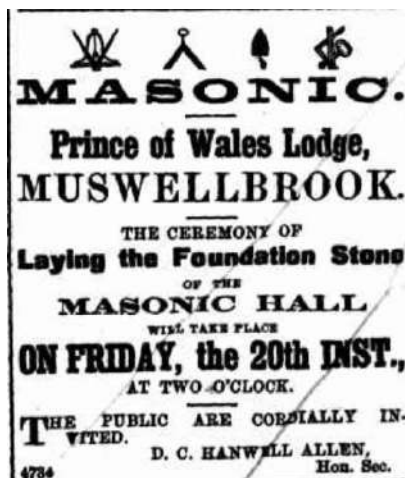 MASONIC.
Prince of Wales Lodge,
MUSWELLBROOK.
THE CEREMONY OF
Laying the Foundation Stone
OF THE
MASONIC HALL
WILL TAKE PLACE
ON FRIDAY, the 20th INST.,
AT TWO O'CLOCK.
THE PUBLIC ARE CORDIALLY IN-
VITED.
D. C. HANWELL ALLEN,
4734 Hon. Sec.